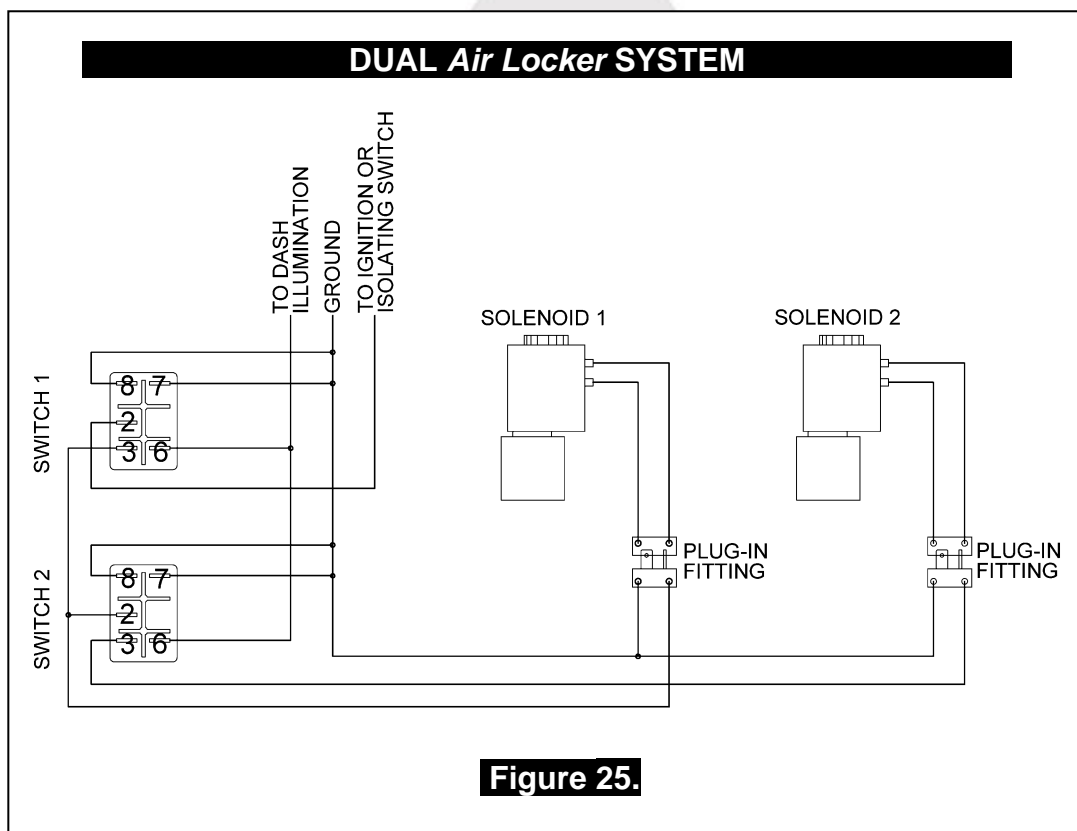 DUAL Air Locker SYSTEM
TO DASH
ILLUMINATION
GROUND
TO IGNITION OR
ISOLATING SWITCH
SOLENOID 1
SOLENOID 2
SWITCH 1
8 7
2
3 6
PLUG-IN
FITTING
PLUG-IN
FITTING
SWITCH 2
8 7
2
3 6
Figure 25.